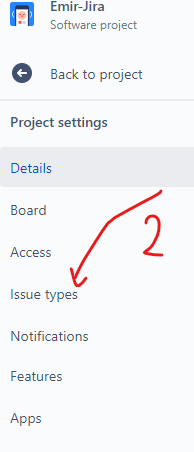 Emir-Jira
Software project
Back to project
Project settings
Details
Board
Access
2
Issue types
Notifications
Features
Apps